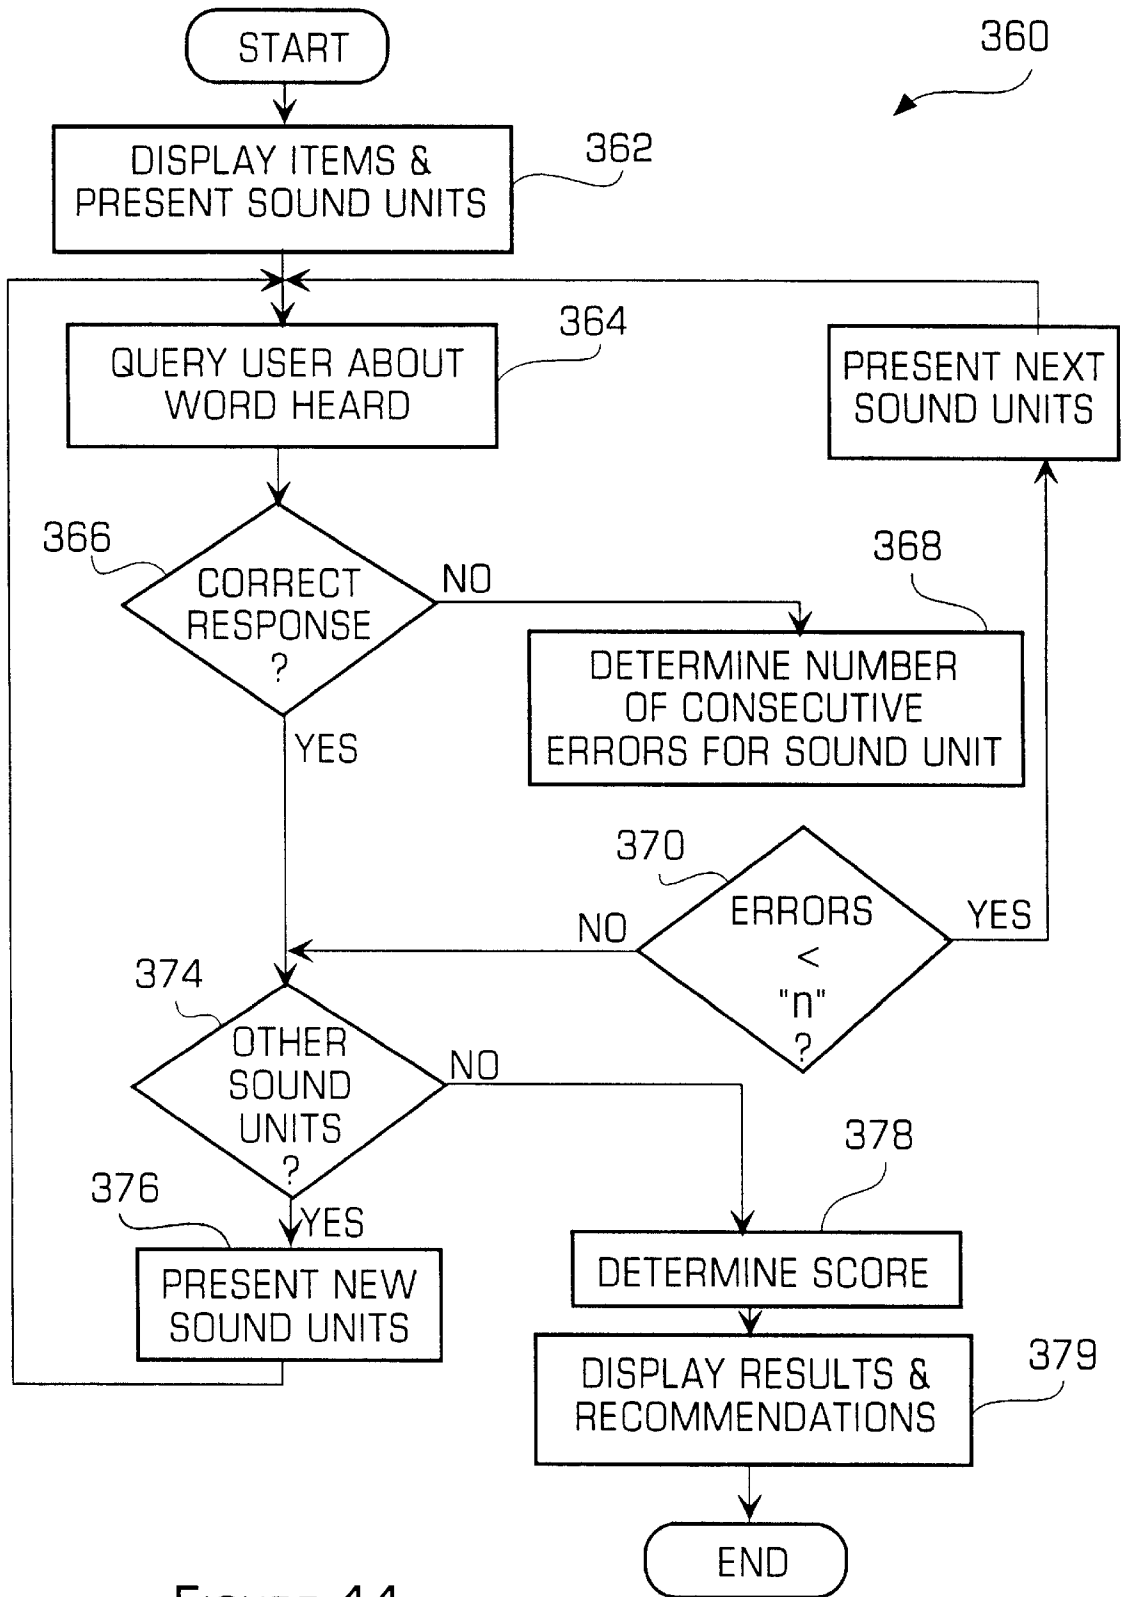 START
360
DISPLAY ITEMS &
PRESENT SOUND UNITS
362
QUERY USER ABOUT
WORD HEARD
364
PRESENT NEXT
SOUND UNITS
366
CORRECT
RESPONSE
?
NO
YES
368
DETERMINE NUMBER
OF CONSECUTIVE
ERRORS FOR SOUND UNIT
370
ERRORS
<
"n"
?
YES
NO
374
OTHER
SOUND
UNITS
?
NO
YES
376
PRESENT NEW
SOUND UNITS
378
DETERMINE SCORE
DISPLAY RESULTS &
RECOMMENDATIONS
379
END
FIGURE 44